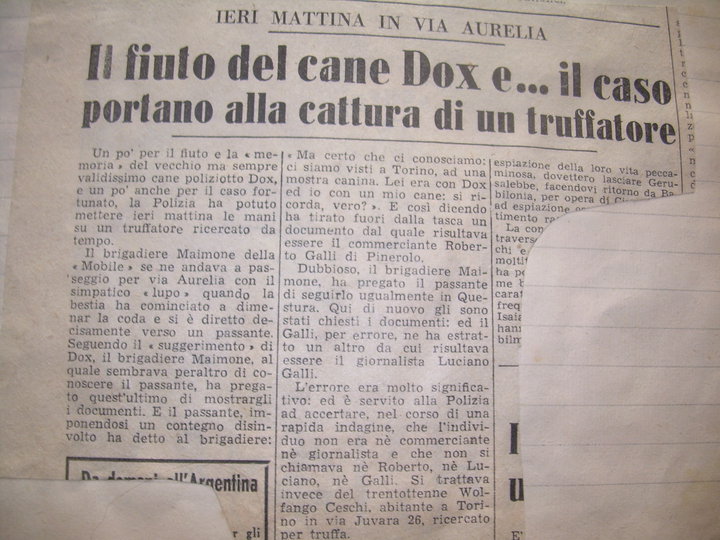 IERI MATTINA IN VIA AURELIA
Il fiuto del cane Dox e... il caso
portano alla cattura di un truffatore
Un po' per il fiuto e la « me-
moria » del vecchio ma sempre
validissimo cane poliziotto Dox,
e un po' anche per il caso for-
tunato, la Polizia ha potuto
mettere ieri mattina le mani
su un truffatore ricercato da
tempo.
Il brigadiere Maimone della
« Mobile » se ne andava a pas-
seggio per via Aurelia con il
simpatico « lupo » quando la
bestia ha cominciato a dime-
nar la coda e si è diretto de-
cisamente verso un passante.
Seguendo il « suggerimento » di
Dox, il brigadiere Maimone, al
quale sembrava peraltro di co-
noscere il passante, ha prega-
to quest'ultimo di mostrargli
i documenti. E il passante, im-
ponendosi un contegno disin-
volto ha detto al brigadiere:
« Ma certo che ci conosciamo:
ci siamo visti a Torino, ad una
mostra canina. Lei era con Dox
ed io con un mio cane: si ri-
corda, vero? ». E così dicendo
ha tirato fuori dalla tasca un
documento dal quale risultava
essere il commerciante Rober-
to Galli di Pinerolo.
Dubbioso, il brigadiere Mai-
mone, ha pregato il passante
di seguirlo ugualmente in Que-
stura. Qui di nuovo gli sono
stati chiesti i documenti: ed il
Galli, per errore, ne ha estrat-
to un altro da cui risultava
essere il giornalista Luciano
Galli.
L'errore era molto significa-
tivo: ed è servito alla Polizia
ad accertare, nel corso di una
rapida indagine, che l'indivi-
duo non era nè commerciante
nè giornalista e che non si
chiamava nè Roberto, nè Lu-
ciano, nè Galli. Si trattava
invece del trentottenne Wol-
fango Ceschi, abitante a Tori-
no in via Juvara 26, ricercato
per truffa.
espiazione della loro vita pecca-
minosa, dovettero lasciare Geru-
salebbe, facendovi ritorno da Ba-
bilonia, per opera di
ad espiazione
timento
La con
travers
chi e
moltif
ha p
me
carat
freq
Isai
hann
bilm
Da domani all'Argentina
gli